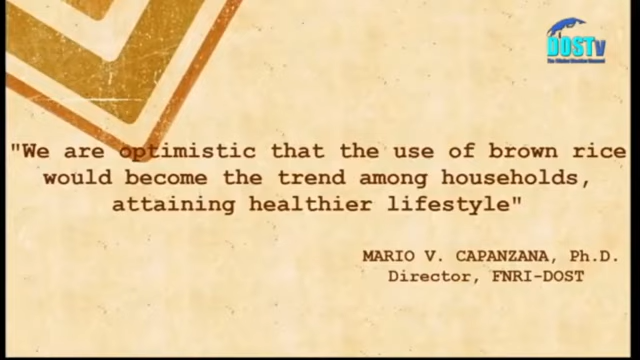 DOSTv
"We are optimistic that the use of brown rice
would become the trend among households,
attaining healthier lifestyle"
MARIO V. CAPANZANA, Ph.D.
Director, FNRI-DOST